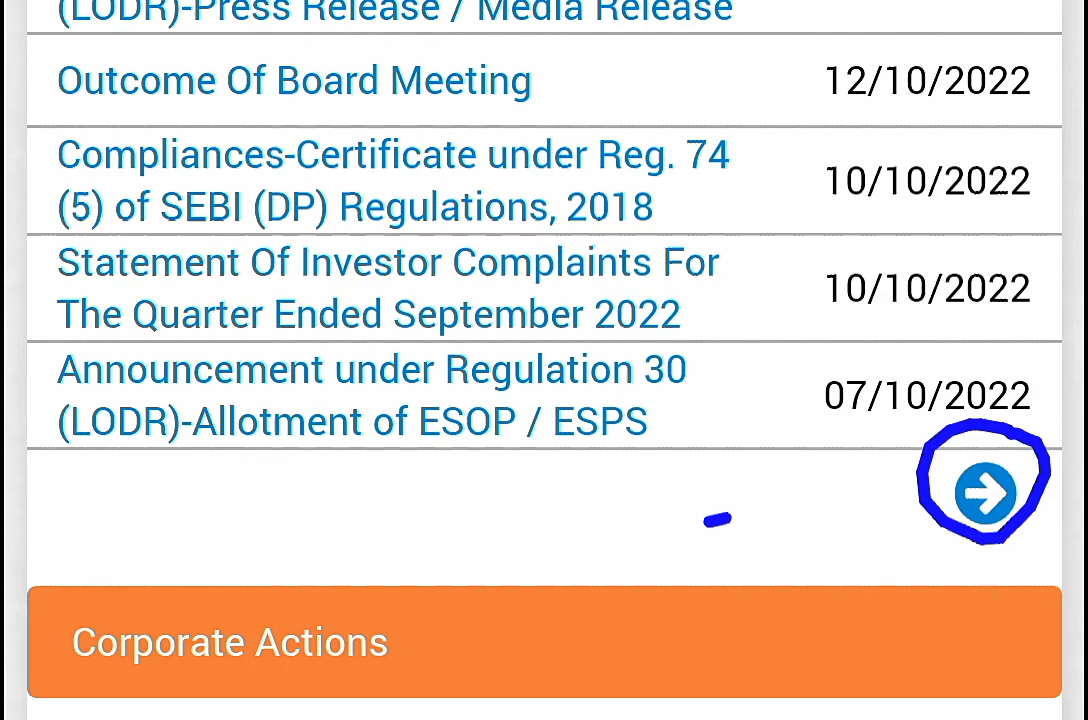 (LODR)-Press Release / Media Release
Outcome Of Board Meeting 12/10/2022
Compliances-Certificate under Reg. 74
(5) of SEBI (DP) Regulations, 2018
10/10/2022
Statement Of Investor Complaints For
The Quarter Ended September 2022
10/10/2022
Announcement under Regulation 30
(LODR)-Allotment of ESOP / ESPS
07/10/2022
Corporate Actions